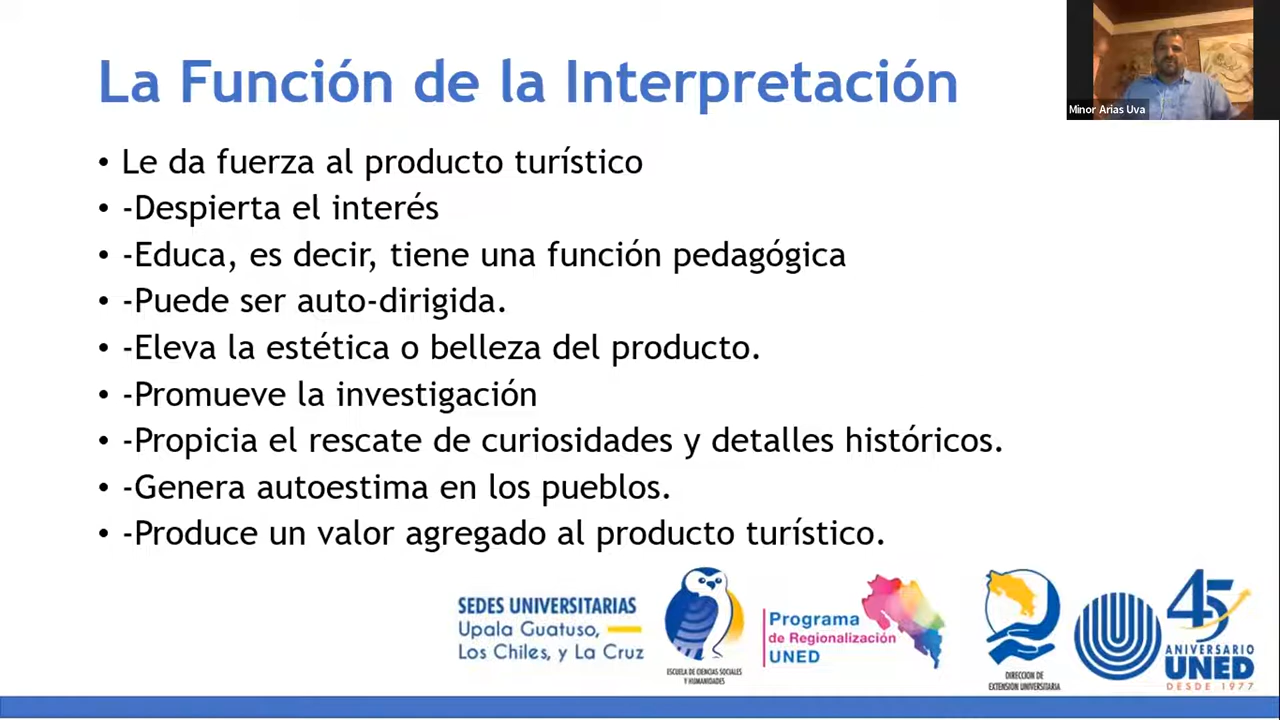 La Función de la Interpretación
Minor Arias Uva
• Le da fuerza al producto turístico
• -Despierta el interés
• -Educa, es decir, tiene una función pedagógica
• -Puede ser auto-dirigida.
• -Eleva la estética o belleza del producto.
• -Promueve la investigación
• -Propicia el rescate de curiosidades y detalles históricos.
• -Genera autoestima en los pueblos.
• -Produce un valor agregado al producto turístico.
SEDES UNIVERSITARIAS
Upala Guatuso,
Los Chiles, y La Cruz
ESCUELA DE CIENCIAS SOCIALES
Y HUMANIDADES
Programa
de Regionalización
UNED
DIRECCION DE
EXTENSION UNIVERSITARIA
45
ANIVERSARIO
UNED
DESDE 1977